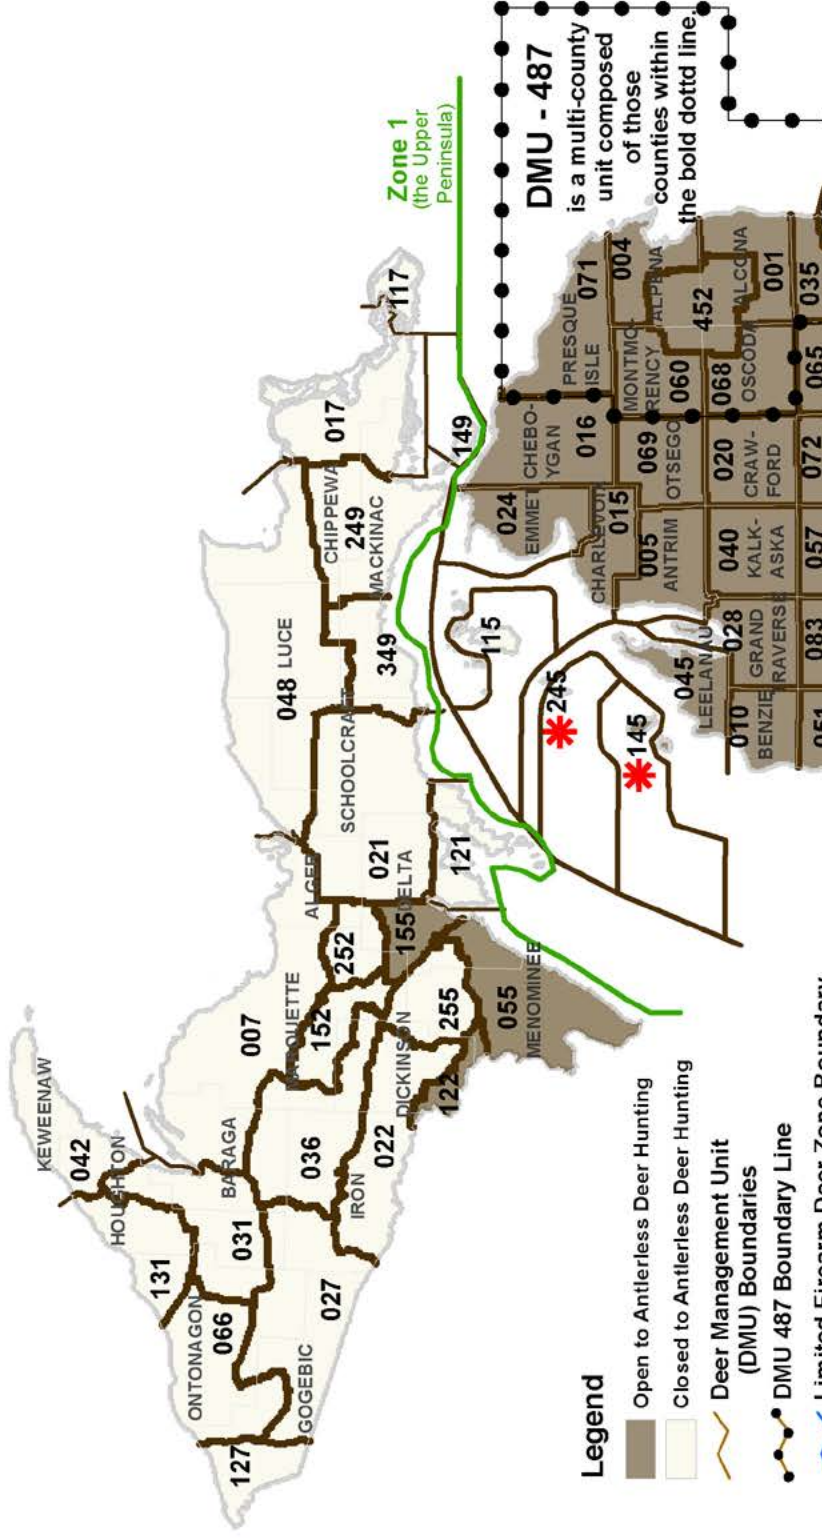 KEWEENAW
042
HOUGHTON
131
ONTONAGON
066
127
GOGEBIC
031
BARAGA
027
007
036
IRON
022
MARQUETTE
152
252
DICKINSON
255
122
055
MENOMINEE
155
ALGER
021
DELTA
121
SCHOOLCRAFT
048
LUCE
349
CHIPPEWA
249
MACKINAC
017
117
149
115
245
145
Zone 1
(the Upper
Peninsula)
DMU - 487
is a multi-county
unit composed
of those
counties within
the bold dottd line.
024
EMMET
CHEBO-
YGAN
016
PRESQUE
ISLE
071
CHARLEVOIX
015
005
ANTRIM
069
OTSEGO
MONTMO-
RENCY
060
004
ALPENA
045
LEELANAU
028
GRAND
TRAVERSE
040
KALK-
ASKA
020
CRAW-
FORD
068
OSCODA
452
ALCONA
001
010
BENZIE
051
083
057
072
065
035
Legend
Open to Antlerless Deer Hunting
Closed to Antlerless Deer Hunting
Deer Management Unit
(DMU) Boundaries
DMU 487 Boundary Line
Limited Firearm Deer Zone Boundary